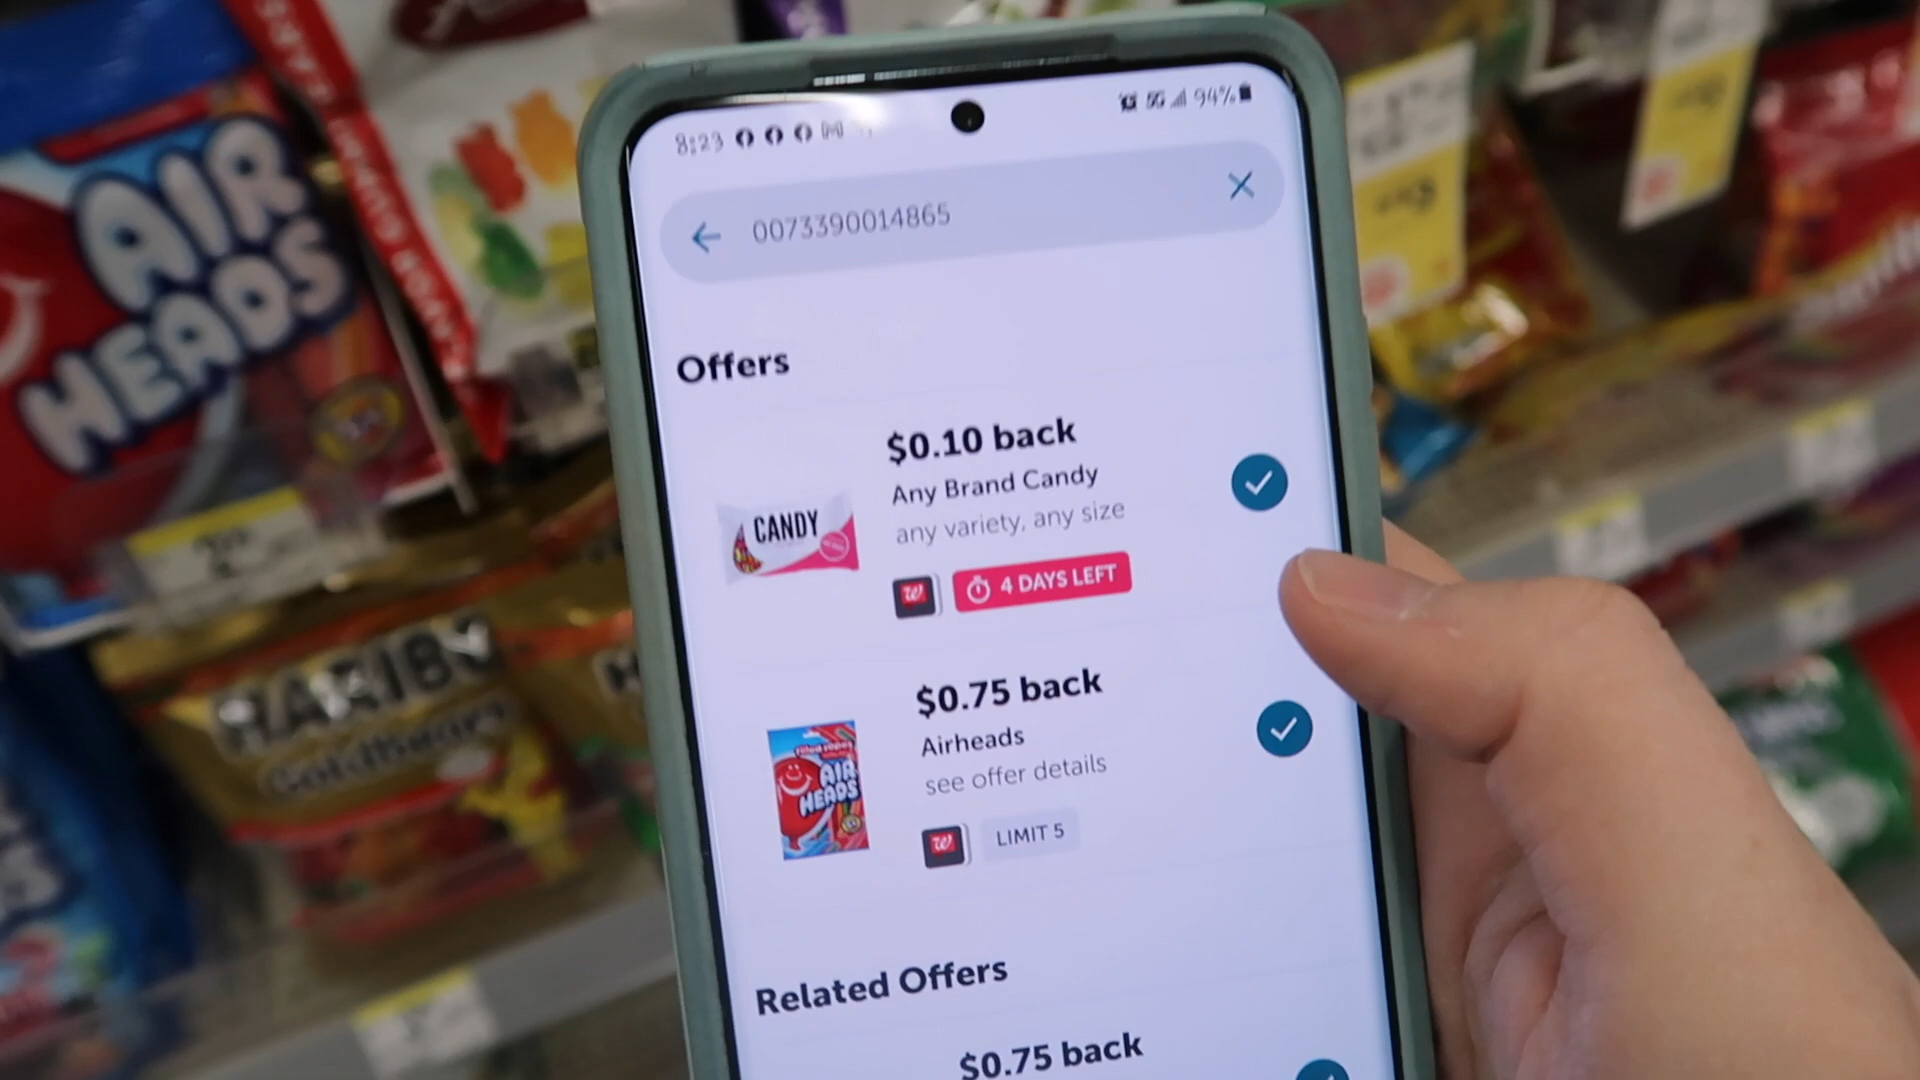 AIR
HEADS
HARIBO
Goldbears
8:23
5G 94%
0073390014865
Offers
$0.10 back
Any Brand Candy
any variety, any size
CANDY
4 DAYS LEFT
$0.75 back
Airheads
see offer details
AIR
HEADS
LIMIT 5
Related Offers
$0.75 back